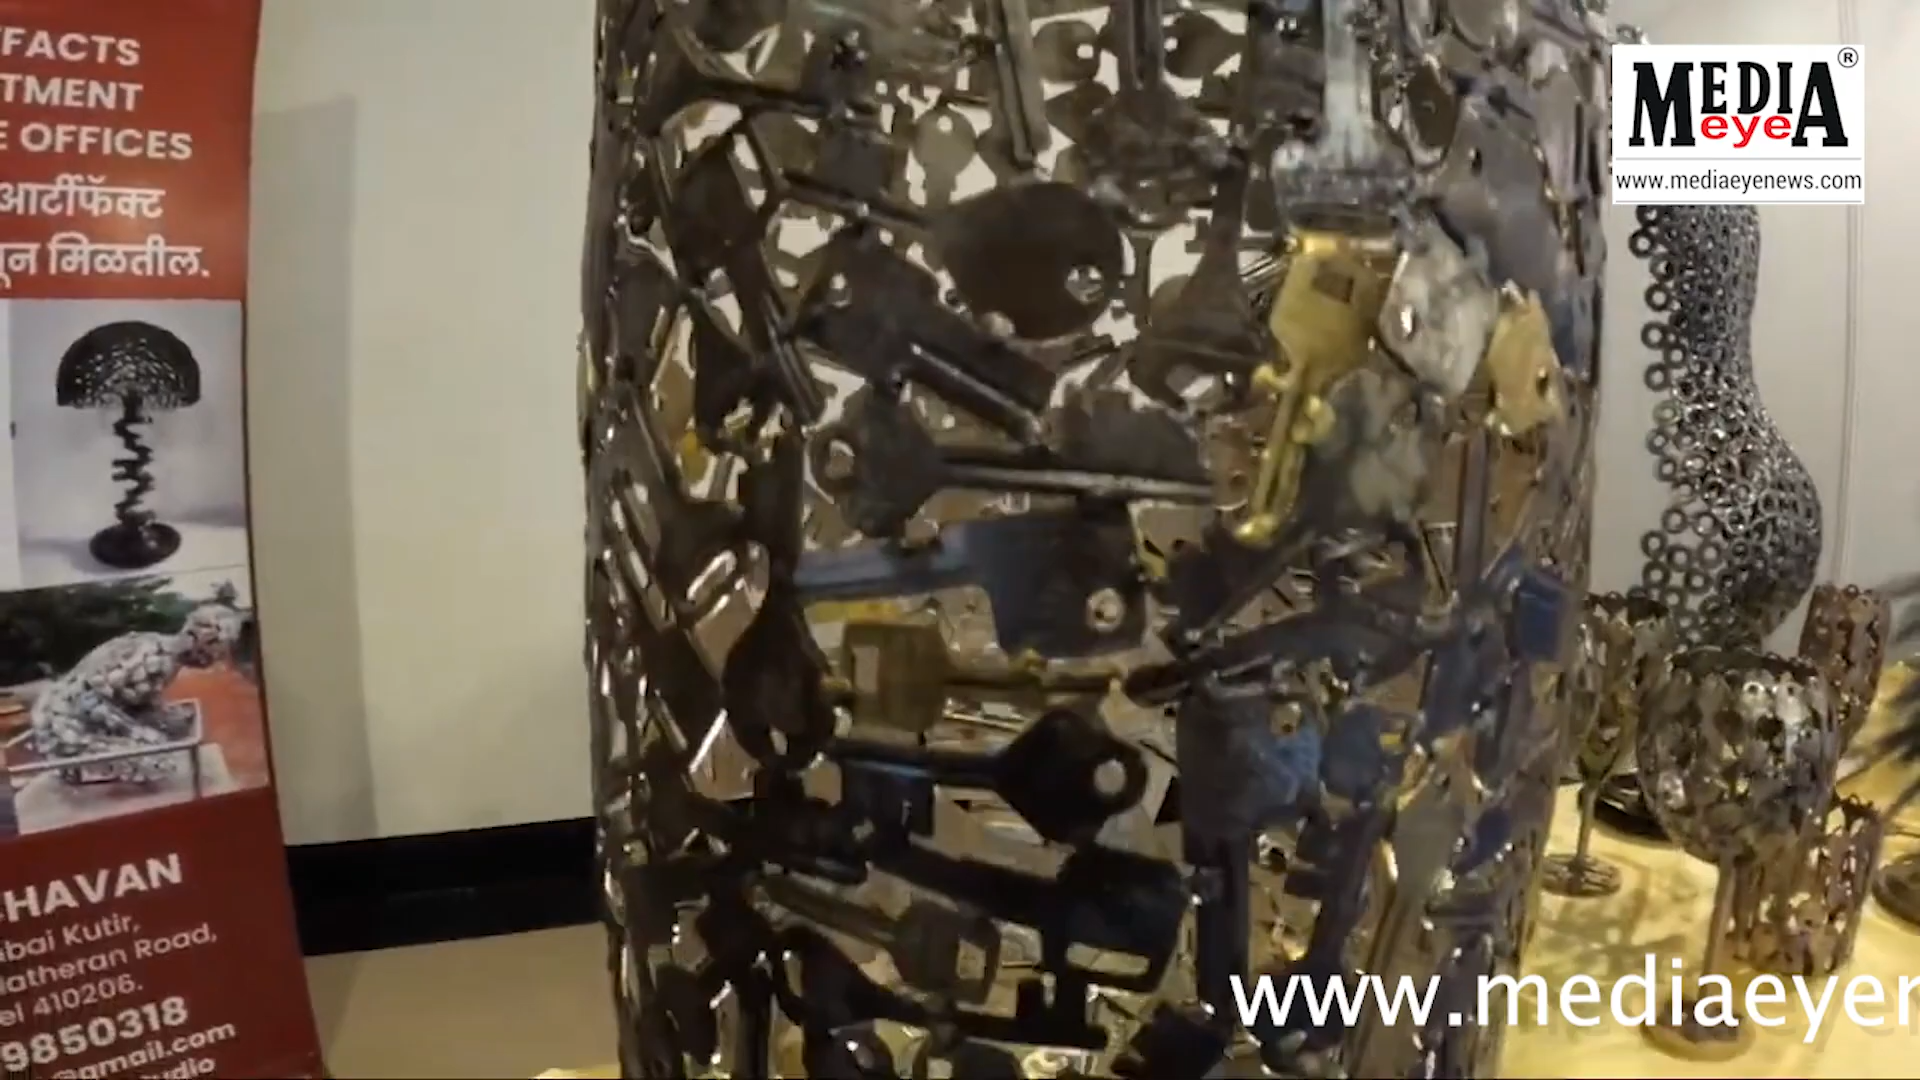 FACTS
TMENT
E OFFICES
आर्टीफॅक्ट
ून मिळतील.
HAVAN
bai Kutir,
atheran Road,
el 410206.
9850318
@gmail.com
udio
MEDIA
eye
®
www.mediaeyenews.com
www.mediaeyer